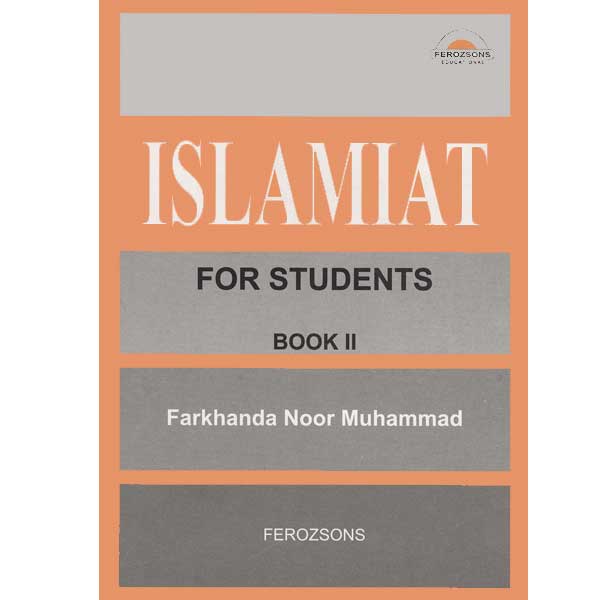 FEROZSONS
EDUCATIONAL
ISLAMIAT
FOR STUDENTS
BOOK II
Farkhanda Noor Muhammad
FEROZSONS